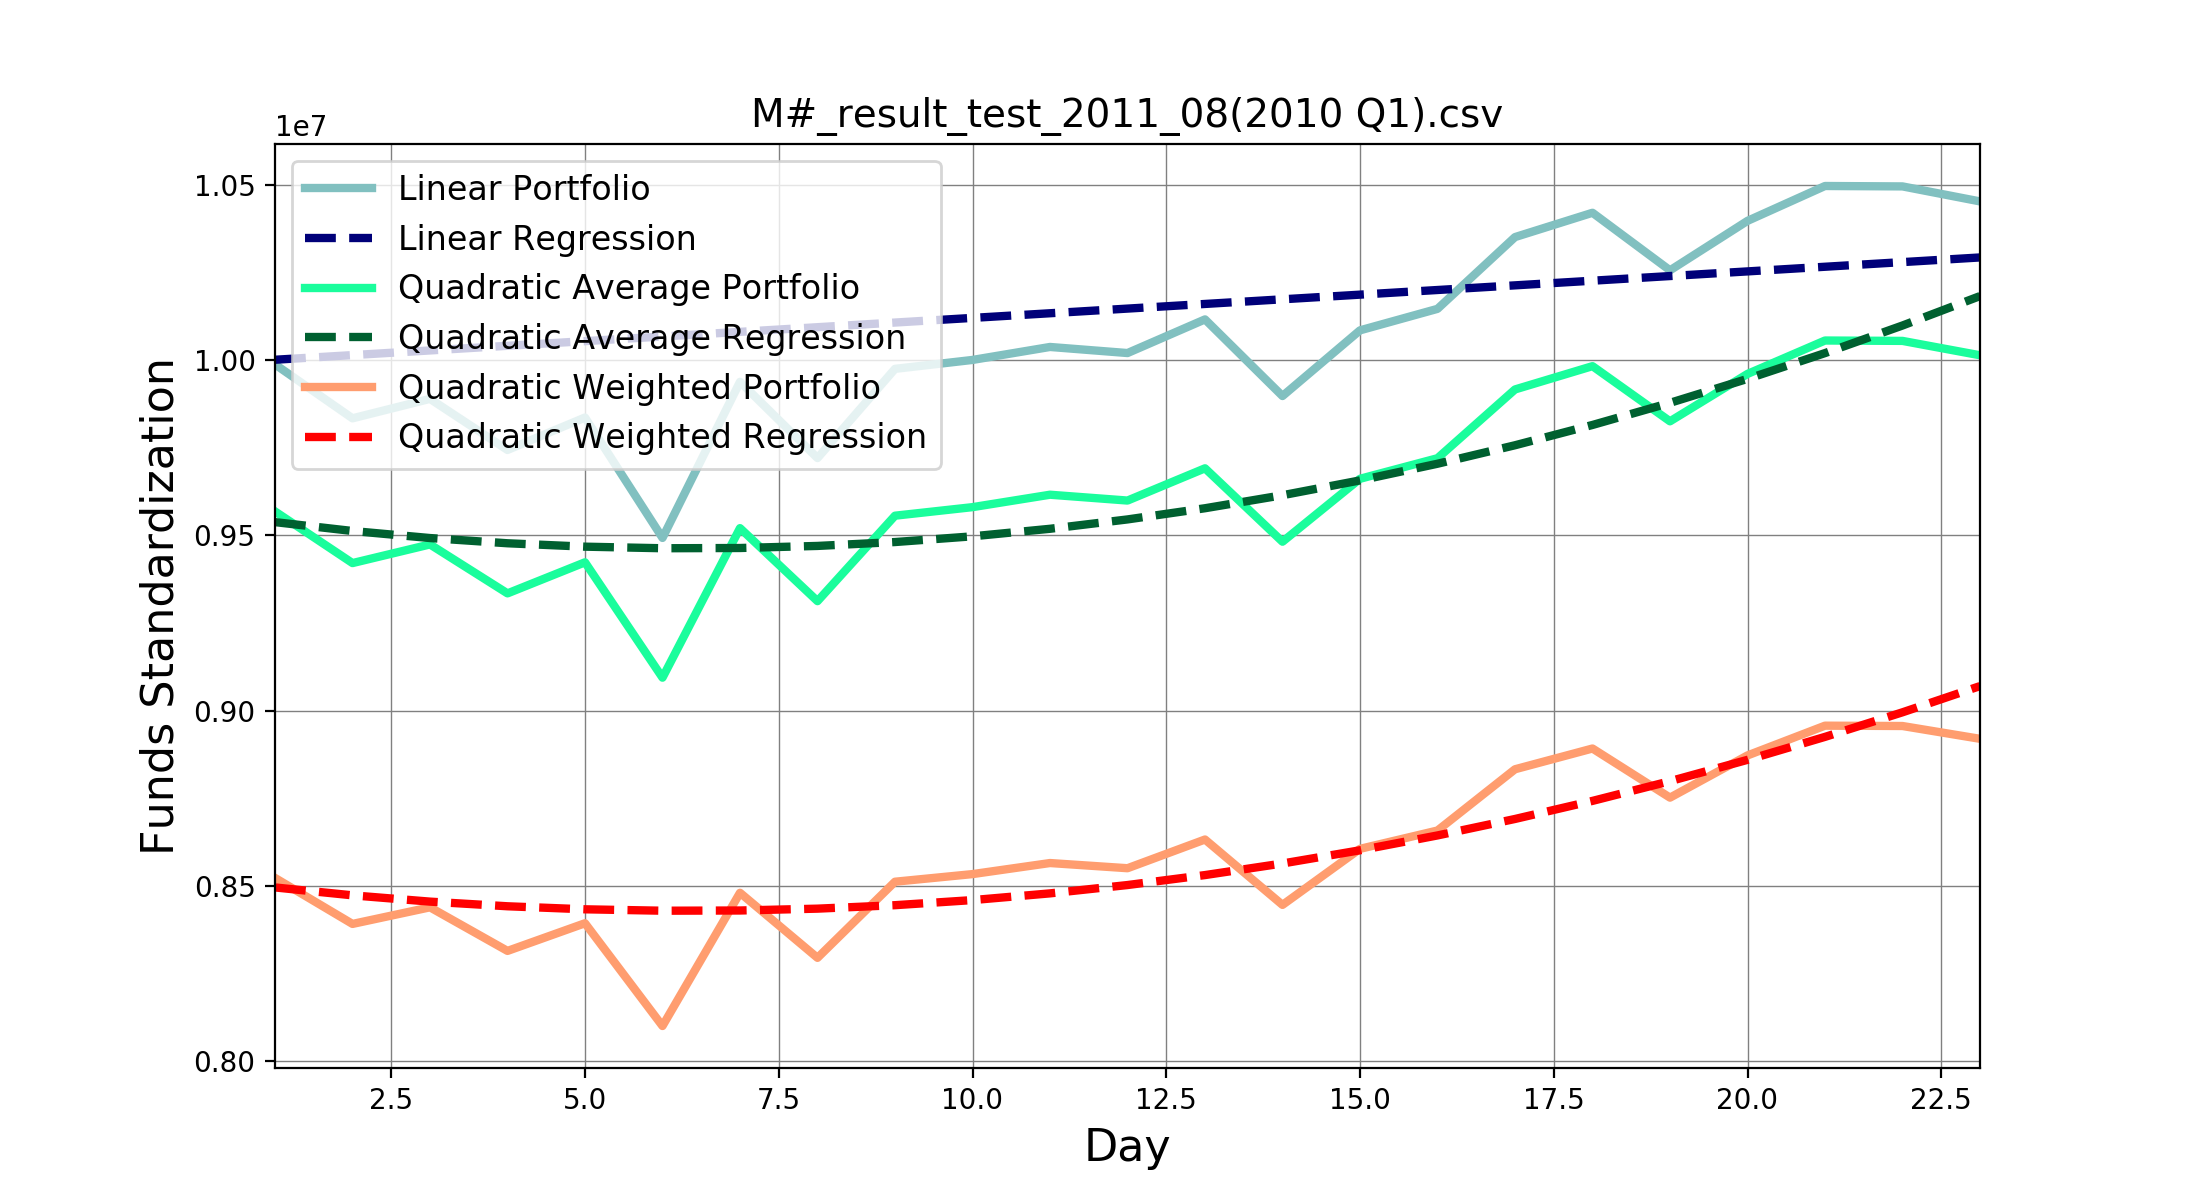 M#_result_test_2011_08(2010 Q1).csv
1e7
1.05
1.00
0.95
0.90
0.85
0.80
Funds Standardization
Linear Portfolio
Linear Regression
Quadratic Average Portfolio
Quadratic Average Regression
Quadratic Weighted Portfolio
Quadratic Weighted Regression
2.5 5.0 7.5 10.0 12.5 15.0 17.5 20.0 22.5
Day